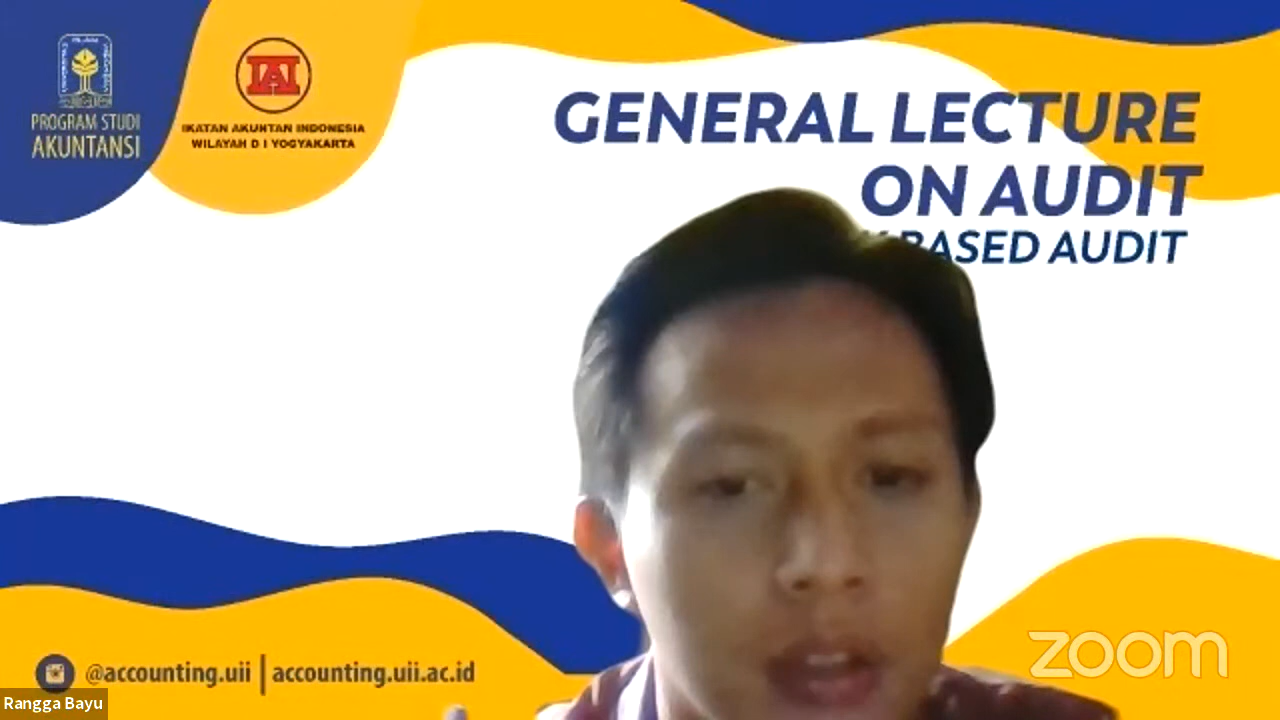 PROGRAM STUDI
AKUNTANSI
IAI
IKATAN AKUNTAN INDONESIA
WILAYAH D I YOGYAKARTA
GENERAL LECTURE
ON AUDIT
BASED AUDIT
@accounting.uii | accounting.uii.ac.id
zoom
Rangga Bayu